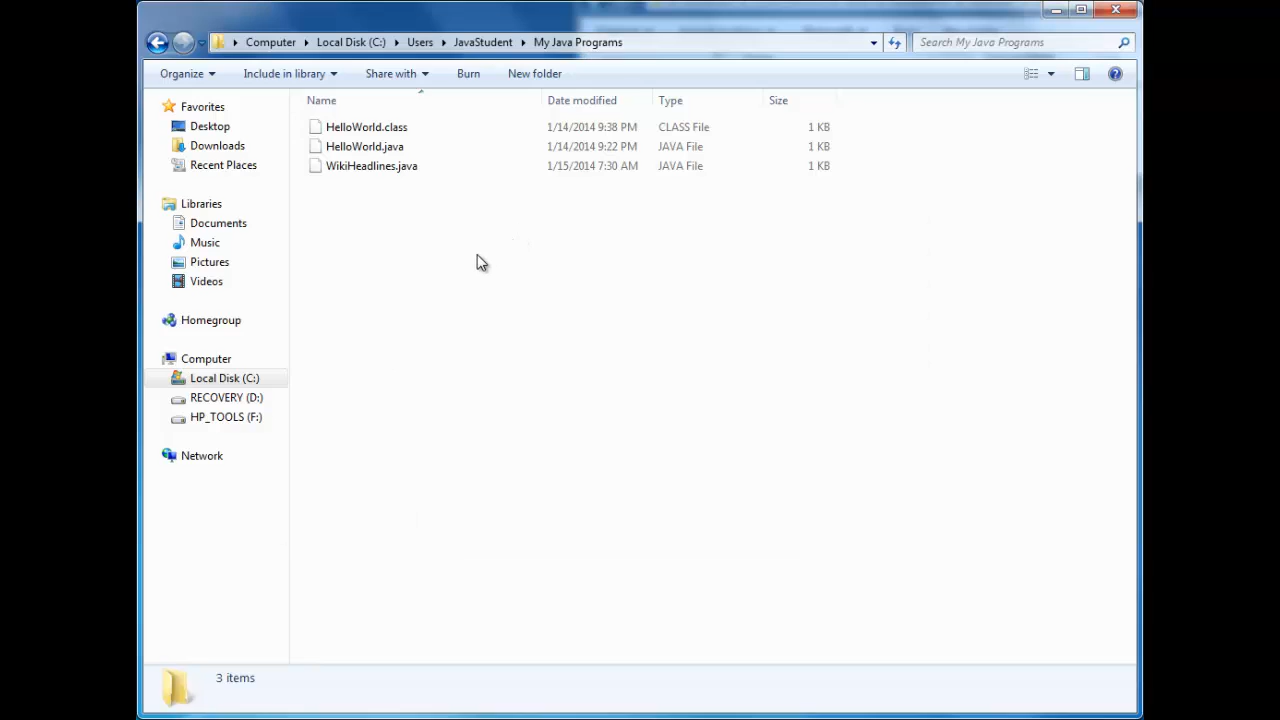 Computer Local Disk (C:) Users JavaStudent My Java Programs Search My Java Programs
Organize Include in library Share with Burn New folder
Favorites
Desktop
Downloads
Recent Places
Libraries
Documents
Music
Pictures
Videos
Homegroup
Computer
Local Disk (C:)
RECOVERY (D:)
HP_TOOLS (F:)
Network
Name Date modified Type Size
HelloWorld.class 1/14/2014 9:38 PM CLASS File 1 KB
HelloWorld.java 1/14/2014 9:22 PM JAVA File 1 KB
WikiHeadlines.java 1/15/2014 7:30 AM JAVA File 1 KB
3 items